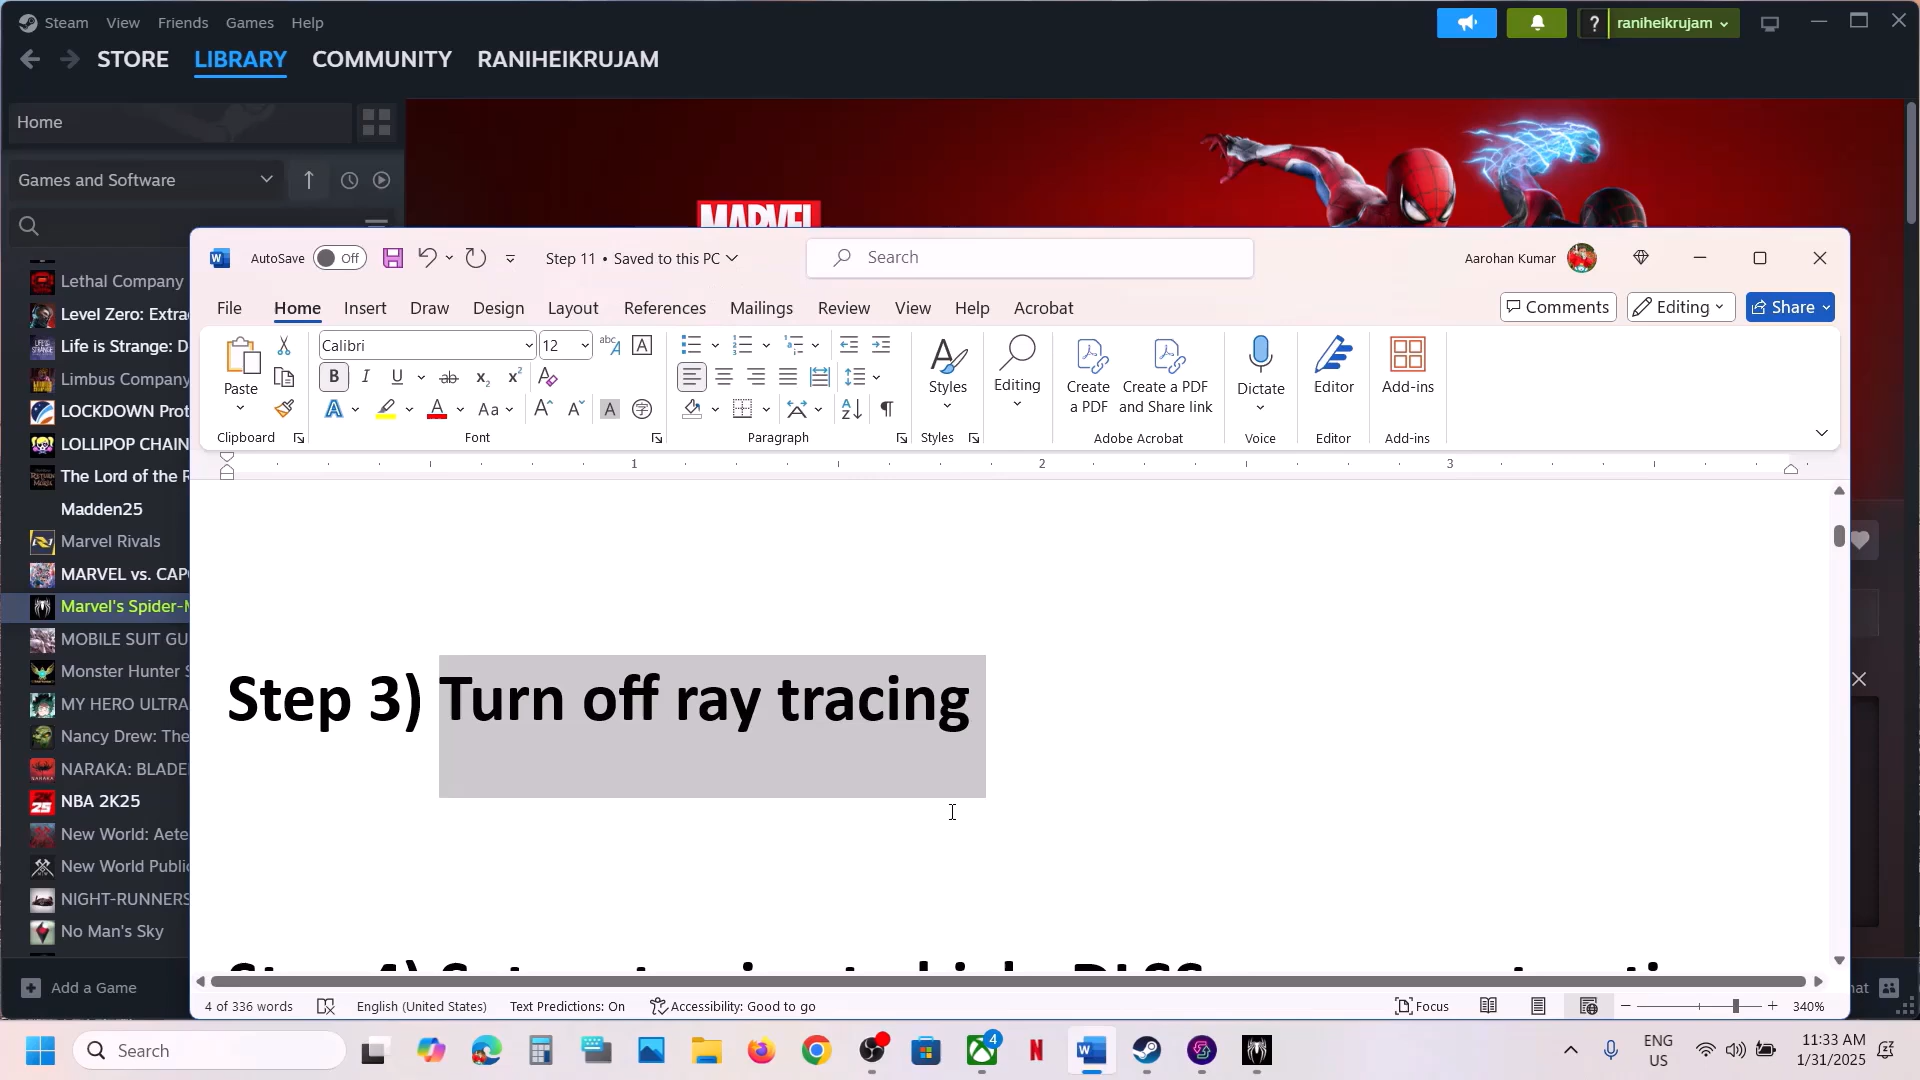 Steam View Friends Games Help
? raniheikrujam
STORE LIBRARY COMMUNITY RANIHEIKRUJAM
Home
Games and Software
MARVEL
AutoSave Off Step 11 • Saved to this PC Search Aarohan Kumar
File Home Insert Draw Design Layout References Mailings Review View Help Acrobat Comments Editing Share
Calibri 12
Paste
Styles Editing Create a PDF Create a PDF and Share link Dictate Editor Add-ins
Clipboard Font Paragraph Styles Adobe Acrobat Voice Editor Add-ins
1 2 3
Lethal Company
Level Zero: Extra
Life is Strange: D
Limbus Company
LOCKDOWN Prot
LOLLIPOP CHAIN
The Lord of the R
Madden25
Marvel Rivals
MARVEL vs. CAP
Marvel's Spider-M
MOBILE SUIT GU
Monster Hunter S
MY HERO ULTRA
Nancy Drew: The
NARAKA: BLADE
NBA 2K25
New World: Aete
New World Public
NIGHT-RUNNERS
No Man's Sky
Step 3) Turn off ray tracing
Add a Game
4 of 336 words English (United States) Text Predictions: On Accessibility: Good to go Focus 340%
Search
4
ENG
US
11:33 AM
1/31/2025